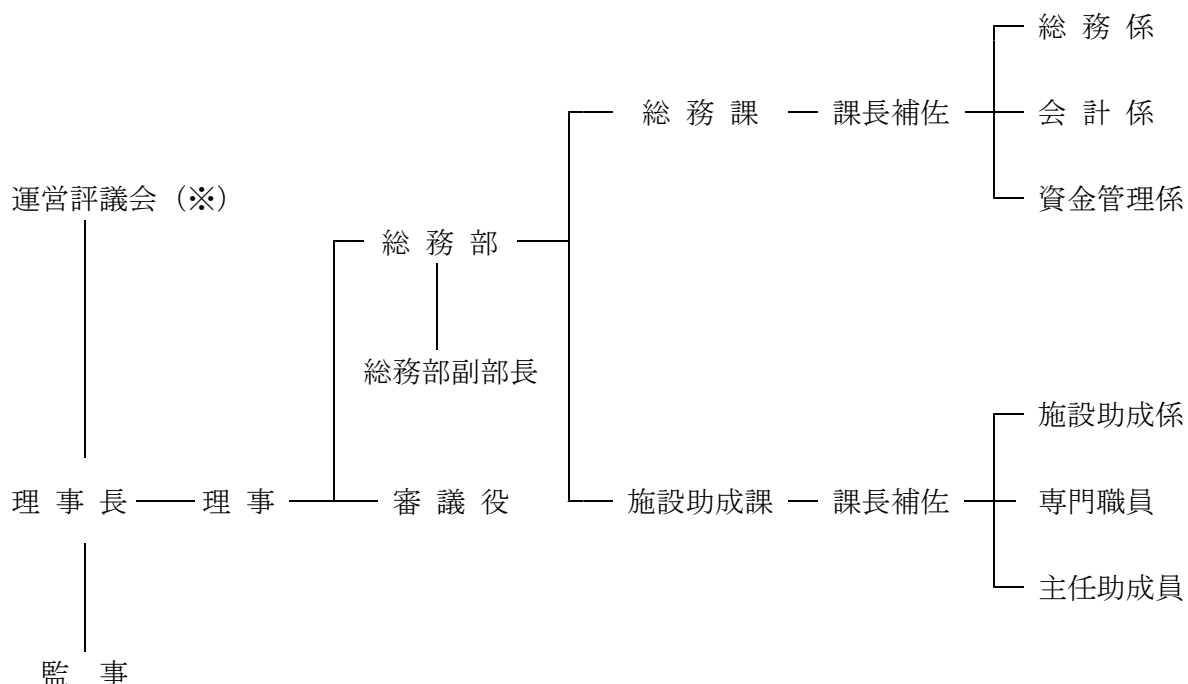 総務係
総務課
課長補佐
会計係
運営評議会（※）
資金管理係
総務部
総務部副部長
施設助成係
理事長
理事
審議役
施設助成課
課長補佐
専門職員
主任助成員
監事